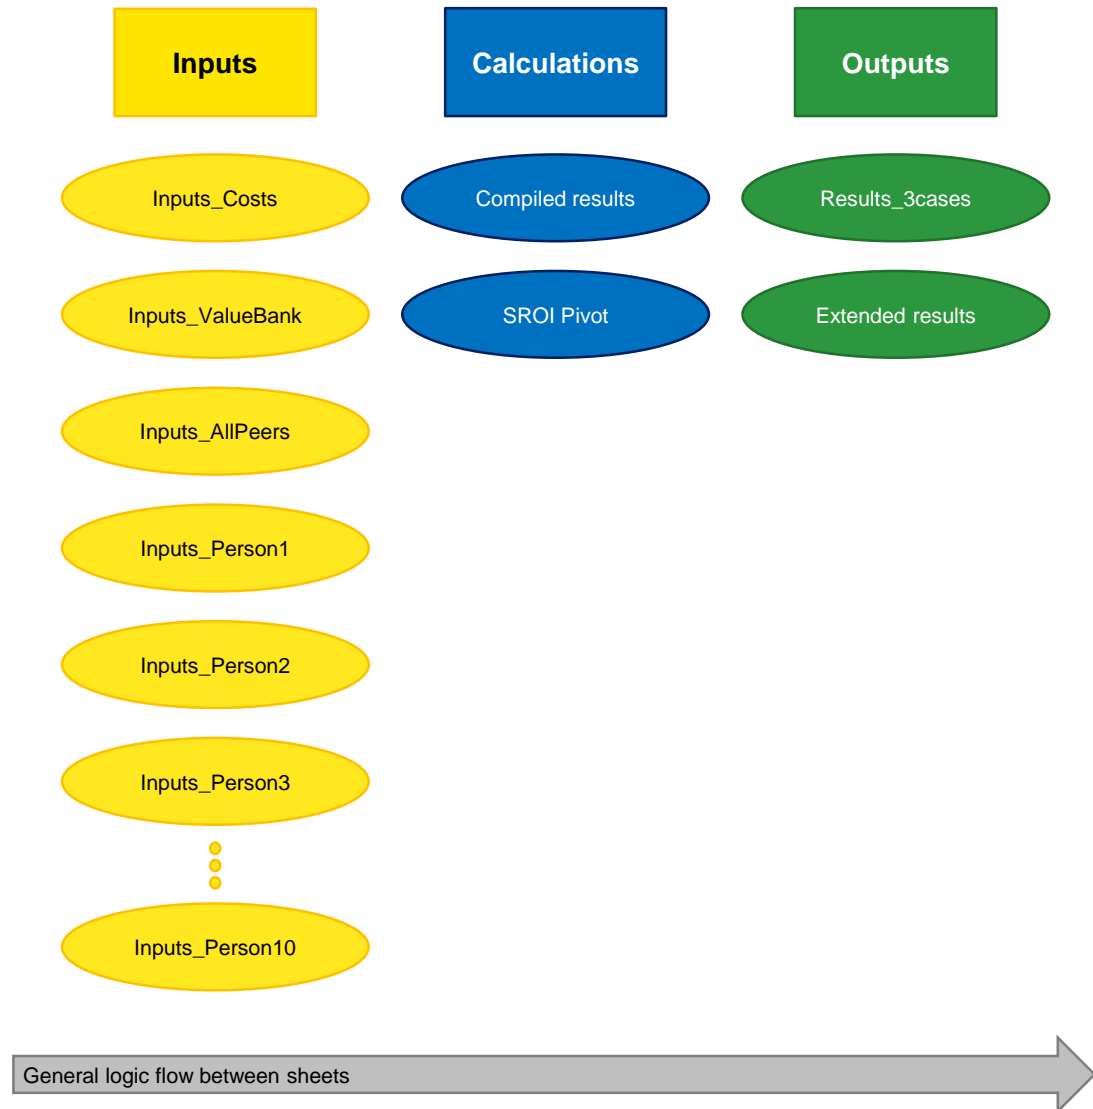 Inputs
Calculations
Outputs
Inputs_Costs
Compiled results
Results_3cases
Inputs_ValueBank
SROI Pivot
Extended results
Inputs_AllPeers
Inputs_Person1
Inputs_Person2
Inputs_Person3
Inputs_Person10
General logic flow between sheets